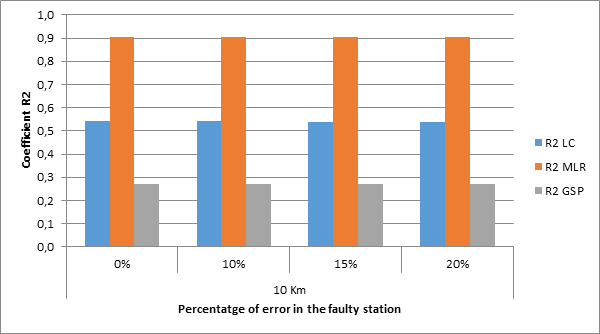 1,0
0,9
0,8
0,7
0,6
0,5
0,4
0,3
0,2
0,1
0,0
Coefficient R2
0% 10% 15% 20%
10 Km
Percentatge of error in the faulty station
R2 LC
R2 MLR
R2 GSP